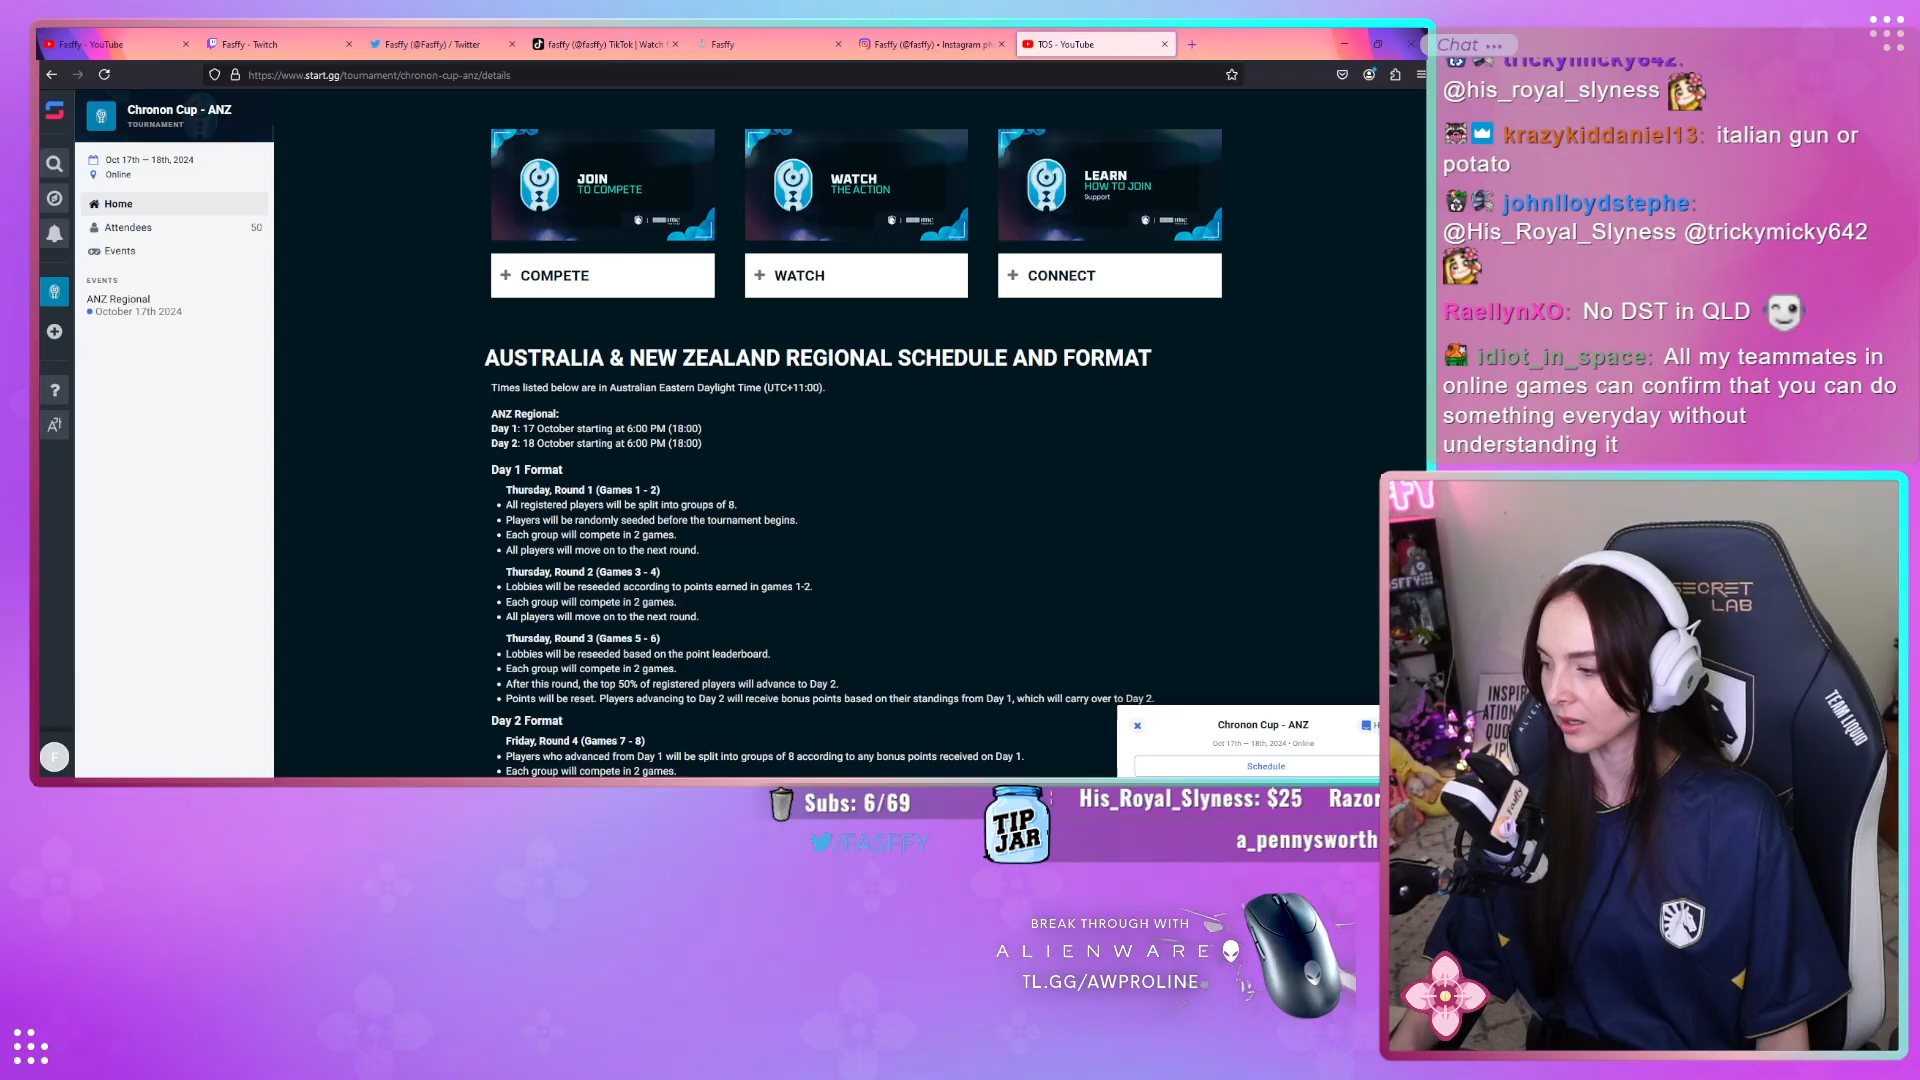 Fasffy - YouTube
Fasffy - Twitch
Fasffy (@Fasffy) / Twitter
fasffy (@fasffy) TikTok | Watch
Fasffy
Fasffy (@fasffy) • Instagram ph
TOS - YouTube
https://www.start.gg/tournament/chronon-cup-anz/details
Chronon Cup - ANZ
TOURNAMENT
Oct 17th — 18th, 2024
Online
Home
Attendees 50
Events
EVENTS
ANZ Regional
October 17th 2024
F
JOIN
TO COMPETE
WATCH
THE ACTION
LEARN
HOW TO JOIN
Support
+ COMPETE
+ WATCH
+ CONNECT
AUSTRALIA & NEW ZEALAND REGIONAL SCHEDULE AND FORMAT
Times listed below are in Australian Eastern Daylight Time (UTC+11:00).
ANZ Regional:
Day 1: 17 October starting at 6:00 PM (18:00)
Day 2: 18 October starting at 6:00 PM (18:00)
Day 1 Format
Thursday, Round 1 (Games 1 - 2)
• All registered players will be split into groups of 8.
• Players will be randomly seeded before the tournament begins.
• Each group will compete in 2 games.
• All players will move on to the next round.
Thursday, Round 2 (Games 3 - 4)
• Lobbies will be reseeded according to points earned in games 1-2.
• Each group will compete in 2 games.
• All players will move on to the next round.
Thursday, Round 3 (Games 5 - 6)
• Lobbies will be reseeded based on the point leaderboard.
• Each group will compete in 2 games.
• After this round, the top 50% of registered players will advance to Day 2.
• Points will be reset. Players advancing to Day 2 will receive bonus points based on their standings from Day 1, which will carry over to Day 2.
Day 2 Format
Friday, Round 4 (Games 7 - 8)
• Players who advanced from Day 1 will be split into groups of 8 according to any bonus points received on Day 1.
• Each group will compete in 2 games.
Chronon Cup - ANZ
Oct 17th — 18th, 2024 • Online
Schedule
Chat
trickymicky642:
@his_royal_slyness
krazykiddaniel13: italian gun or
potato
johnlloydstephe:
@His_Royal_Slyness @trickymicky642
RaellynXO: No DST in QLD
idiot_in_space: All my teammates in
online games can confirm that you can do
something everyday without
understanding it
Subs: 6/69
/FASFFY
TIP
JAR
His_Royal_Slyness: $25 Razor
a_pennysworth
BREAK THROUGH WITH
ALIENWARE
TL.GG/AWPROLINE
SECRET
LAB
TEAM LIQUID
INSPIR
ATION
QUO
Fasffy